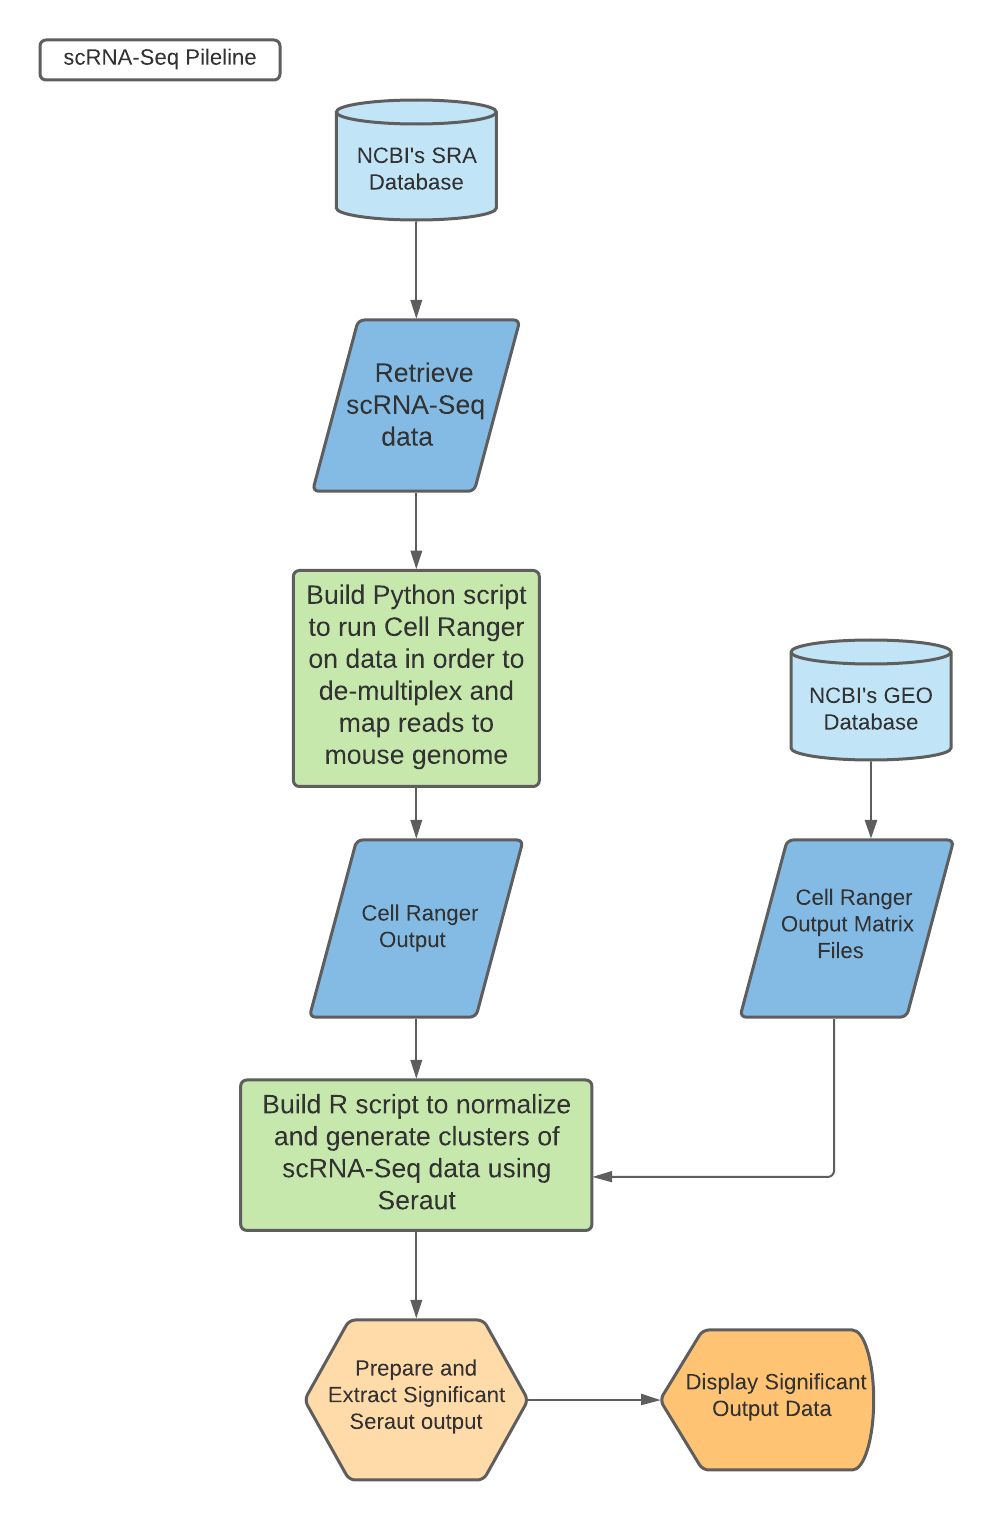 scRNA-Seq Pileline
NCBI's SRA
Database
Retrieve
scRNA-Seq
data
Build Python script
to run Cell Ranger
on data in order to
de-multiplex and
map reads to
mouse genome
NCBI's GEO
Database
Cell Ranger
Output
Cell Ranger
Output Matrix
Files
Build R script to normalize
and generate clusters of
scRNA-Seq data using
Seraut
Prepare and
Extract Significant
Seraut output
Display Significant
Output Data